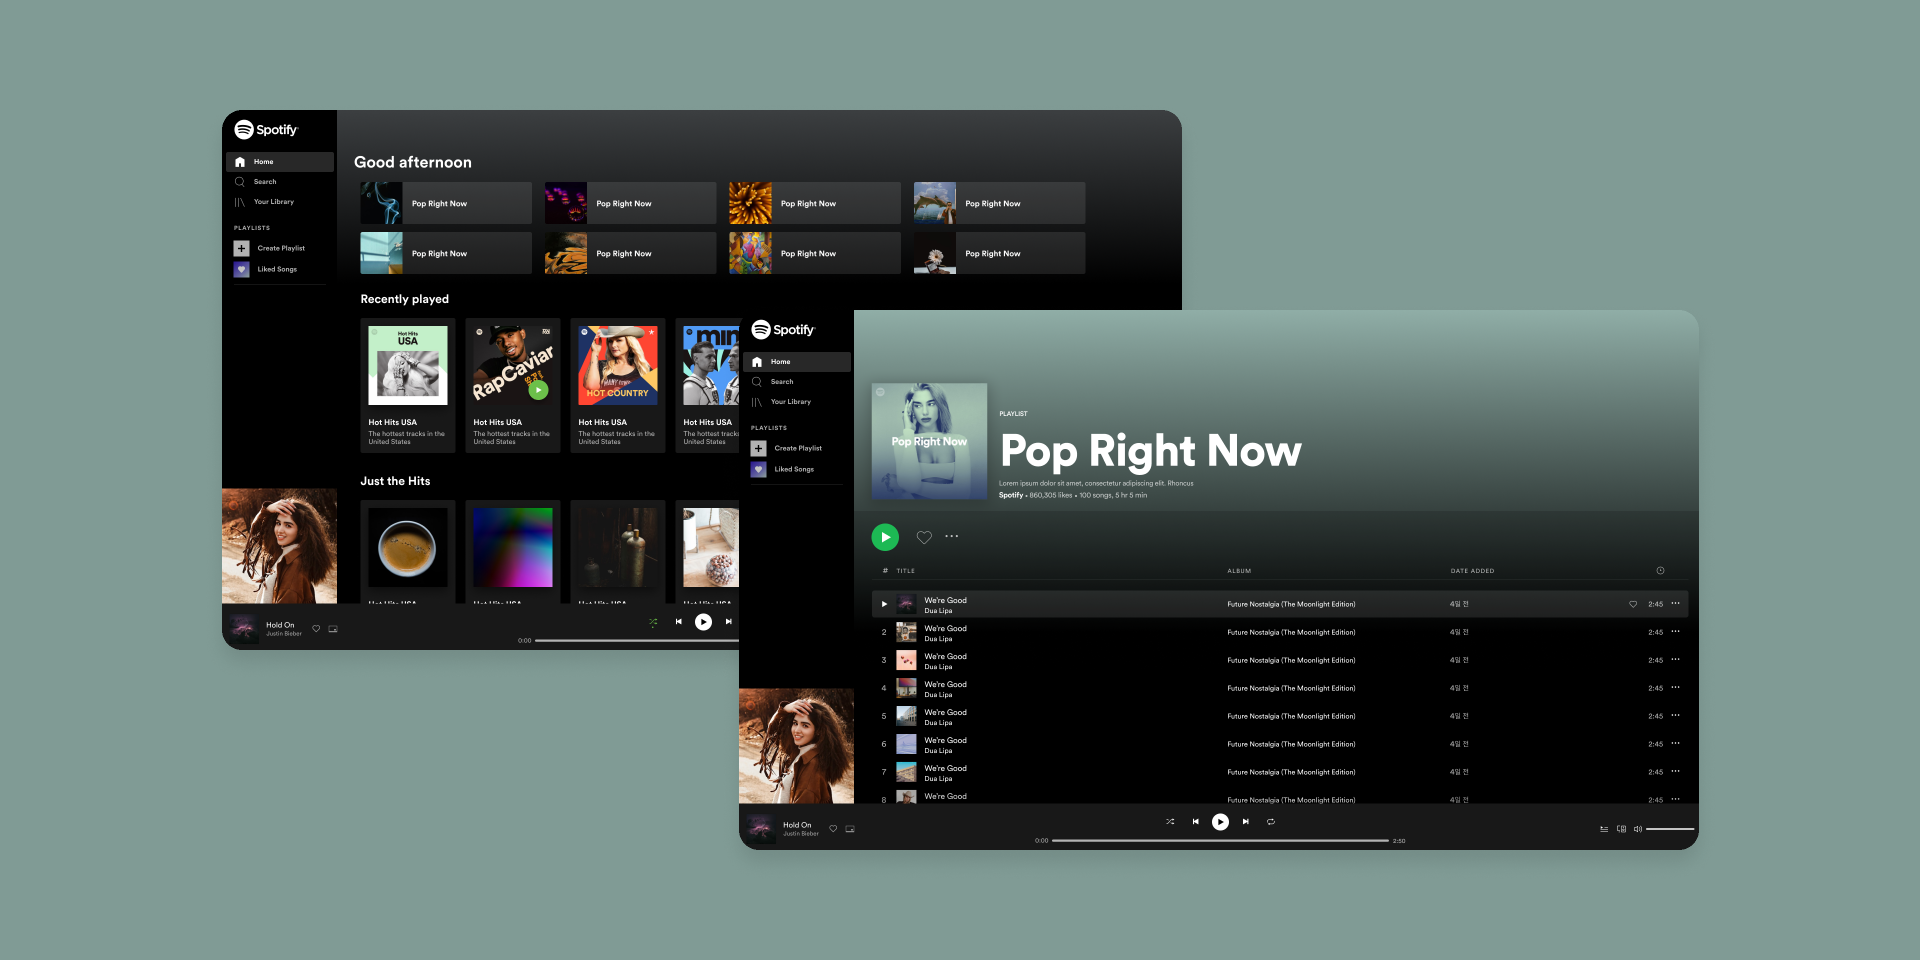 Spotify
Home
Search
Your Library
PLAYLISTS
Create Playlist
Liked Songs
Good afternoon
Pop Right Now
Pop Right Now
Pop Right Now
Pop Right Now
Pop Right Now
Pop Right Now
Pop Right Now
Pop Right Now
Recently played
Hot Hits
USA
RapCaviar
HOT COUNTRY
min
Hot Hits USA
The hottest tracks in the
United States
Hot Hits USA
The hottest tracks in the
United States
Hot Hits USA
The hottest tracks in the
United States
Hot Hits USA
The hottest tracks
United States
Just the Hits
Hot Hits USA
Hot Hits USA
Hot Hits USA
Hot Hits USA
Hold On
Justin Bieber
0:00
Spotify
Home
Search
Your Library
PLAYLISTS
Create Playlist
Liked Songs
Pop Right Now
PLAYLIST
Pop Right Now
Lorem ipsum dolor sit amet, consectetur adipiscing elit. Rhoncus
Spotify • 860,305 likes • 100 songs, 5 hr 5 min
# TITLE ALBUM DATE ADDED
We're Good
Dua Lipa
Future Nostalgia (The Moonlight Edition) 4일 전 2:45
2 We're Good
Dua Lipa
Future Nostalgia (The Moonlight Edition) 4일 전 2:45
3 We're Good
Dua Lipa
Future Nostalgia (The Moonlight Edition) 4일 전 2:45
4 We're Good
Dua Lipa
Future Nostalgia (The Moonlight Edition) 4일 전 2:45
5 We're Good
Dua Lipa
Future Nostalgia (The Moonlight Edition) 4일 전 2:45
6 We're Good
Dua Lipa
Future Nostalgia (The Moonlight Edition) 4일 전 2:45
7 We're Good
Dua Lipa
Future Nostalgia (The Moonlight Edition) 4일 전 2:45
8 We're Good
Future Nostalgia (The Moonlight Edition) 4일 전 2:45
Hold On
Justin Bieber
0:00
2:50